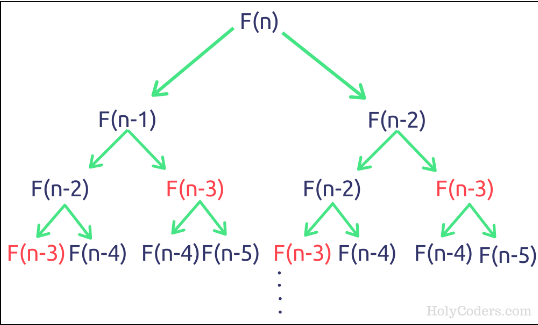 F(n)
F(n-1) F(n-2)
F(n-2) F(n-3) F(n-2) F(n-3)
F(n-3) F(n-4) F(n-4) F(n-5) F(n-3) F(n-4) F(n-4) F(n-5)
HolyCoders.com